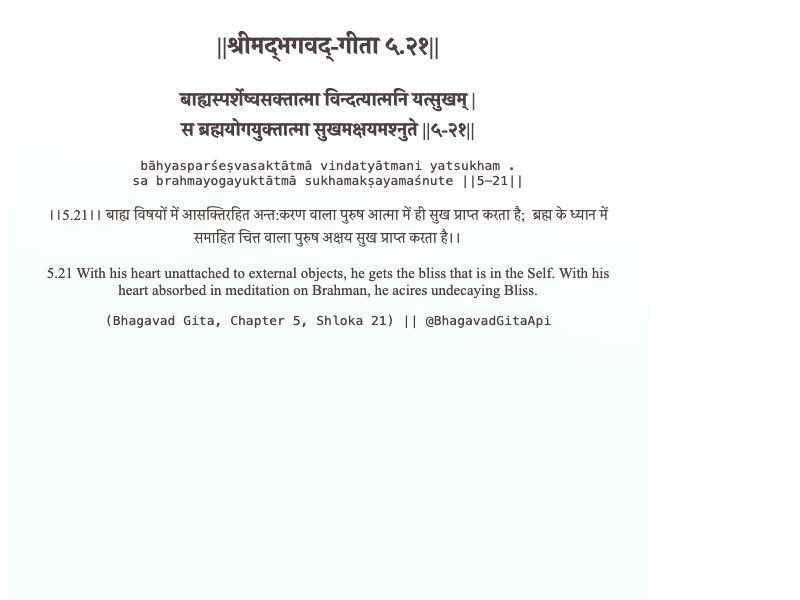 ||श्रीमद्‍भगवद्‍-गीता ५.२१||
बाह्यस्पर्शेष्वसक्तात्मा विन्दत्यात्मनि यत्सुखम् |
स ब्रह्मयोगयुक्तात्मा सुखमक्षयमश्नुते ||५-२१||
bāhyasparśeṣvasaktātmā vindatyātmani yatsukham .
sa brahmayogayuktātmā sukhamakṣayamaśnute ||5-21||
।।5.21।। बाह्य विषयों में आसक्तिरहित अन्त:करण वाला पुरुष आत्मा में ही सुख प्राप्त करता है; ब्रह्म के ध्यान में
समाहित चित्त वाला पुरुष अक्षय सुख प्राप्त करता है।।
5.21 With his heart unattached to external objects, he gets the bliss that is in the Self. With his
heart absorbed in meditation on Brahman, he acires undecaying Bliss.
(Bhagavad Gita, Chapter 5, Shloka 21) || @BhagavadGitaApi